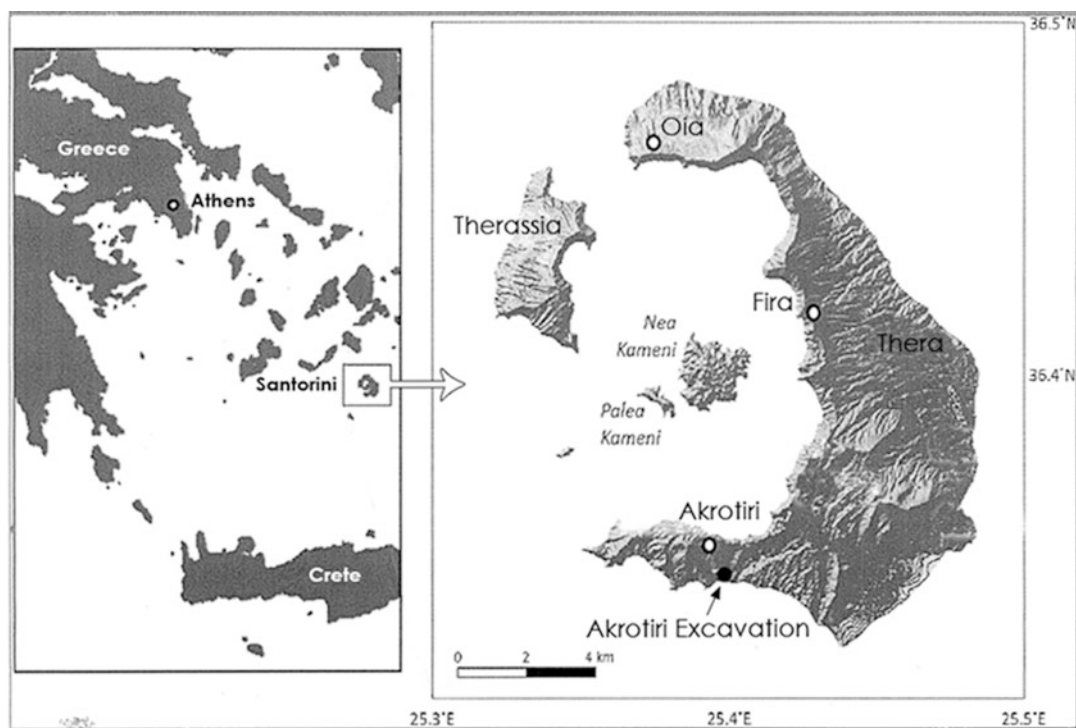 Greece
Athens
Santorini
Crete
36.5°N
Oia
Therassia
Fira
Nea
Kameni
Thera
36.4°N
Palea
Kameni
Akrotiri
Akrotiri Excavation
0 2 4 km
25.3°E 25.4°E 25.5°E